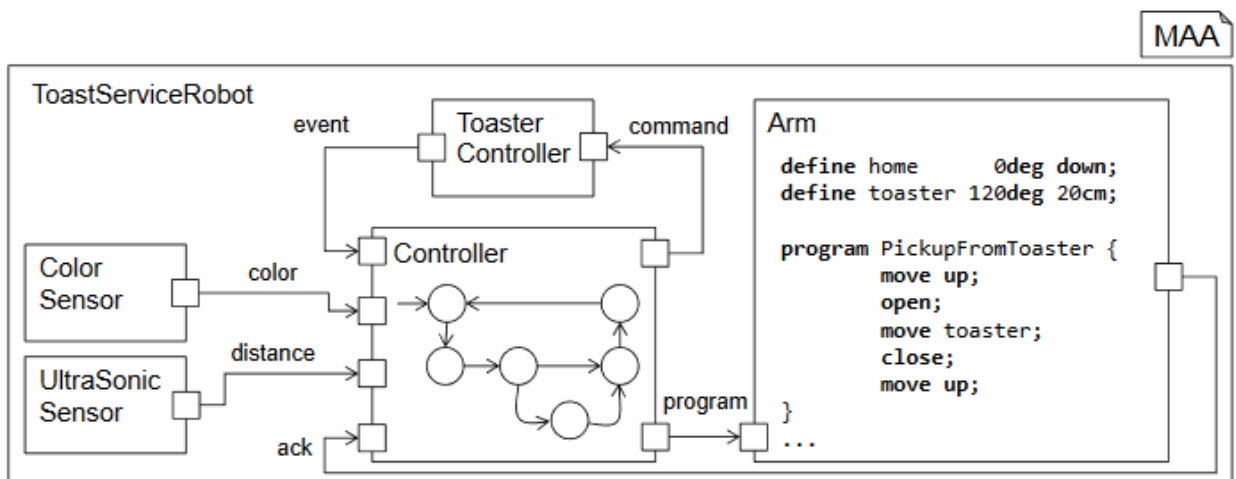 MAA
ToastServiceRobot
event
Toaster
Controller
command
Arm
define home 0deg down;
define toaster 120deg 20cm;
program PickupFromToaster {
move up;
open;
move toaster;
close;
move up;
}
...
Controller
Color
Sensor
color
UltraSonic
Sensor
distance
ack
program